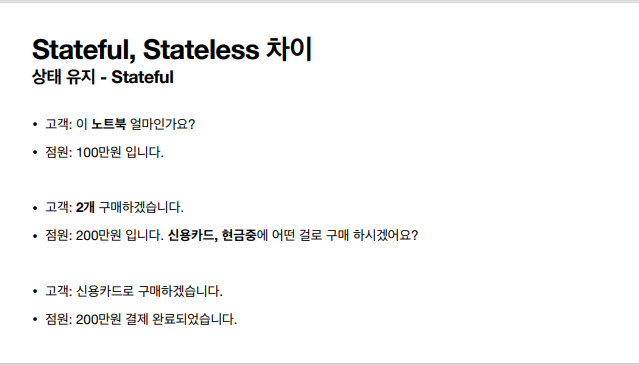 Stateful, Stateless 차이
상태 유지 - Stateful
• 고객: 이 노트북 얼마인가요?
• 점원: 100만원 입니다.
• 고객: 2개 구매하겠습니다.
• 점원: 200만원 입니다. 신용카드, 현금중에 어떤 걸로 구매 하시겠어요?
• 고객: 신용카드로 구매하겠습니다.
• 점원: 200만원 결제 완료되었습니다.